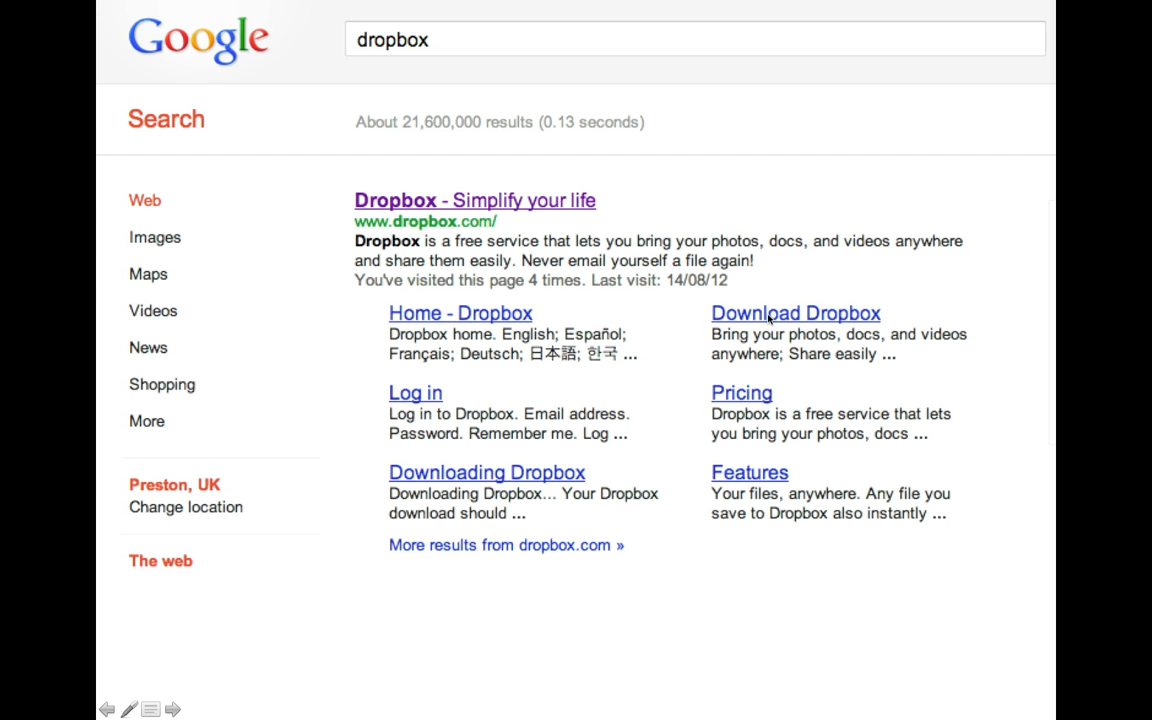 Google
dropbox
Search
About 21,600,000 results (0.13 seconds)
Web
Images
Maps
Videos
News
Shopping
More
Preston, UK
Change location
The web
Dropbox - Simplify your life
www.dropbox.com/
Dropbox is a free service that lets you bring your photos, docs, and videos anywhere
and share them easily. Never email yourself a file again!
You've visited this page 4 times. Last visit: 14/08/12
Home - Dropbox
Dropbox home. English; Español;
Français; Deutsch; 日本語; 한국 ...
Download Dropbox
Bring your photos, docs, and videos
anywhere; Share easily ...
Log in
Log in to Dropbox. Email address.
Password. Remember me. Log ...
Pricing
Dropbox is a free service that lets
you bring your photos, docs ...
Downloading Dropbox
Downloading Dropbox... Your Dropbox
download should ...
Features
Your files, anywhere. Any file you
save to Dropbox also instantly ...
More results from dropbox.com »